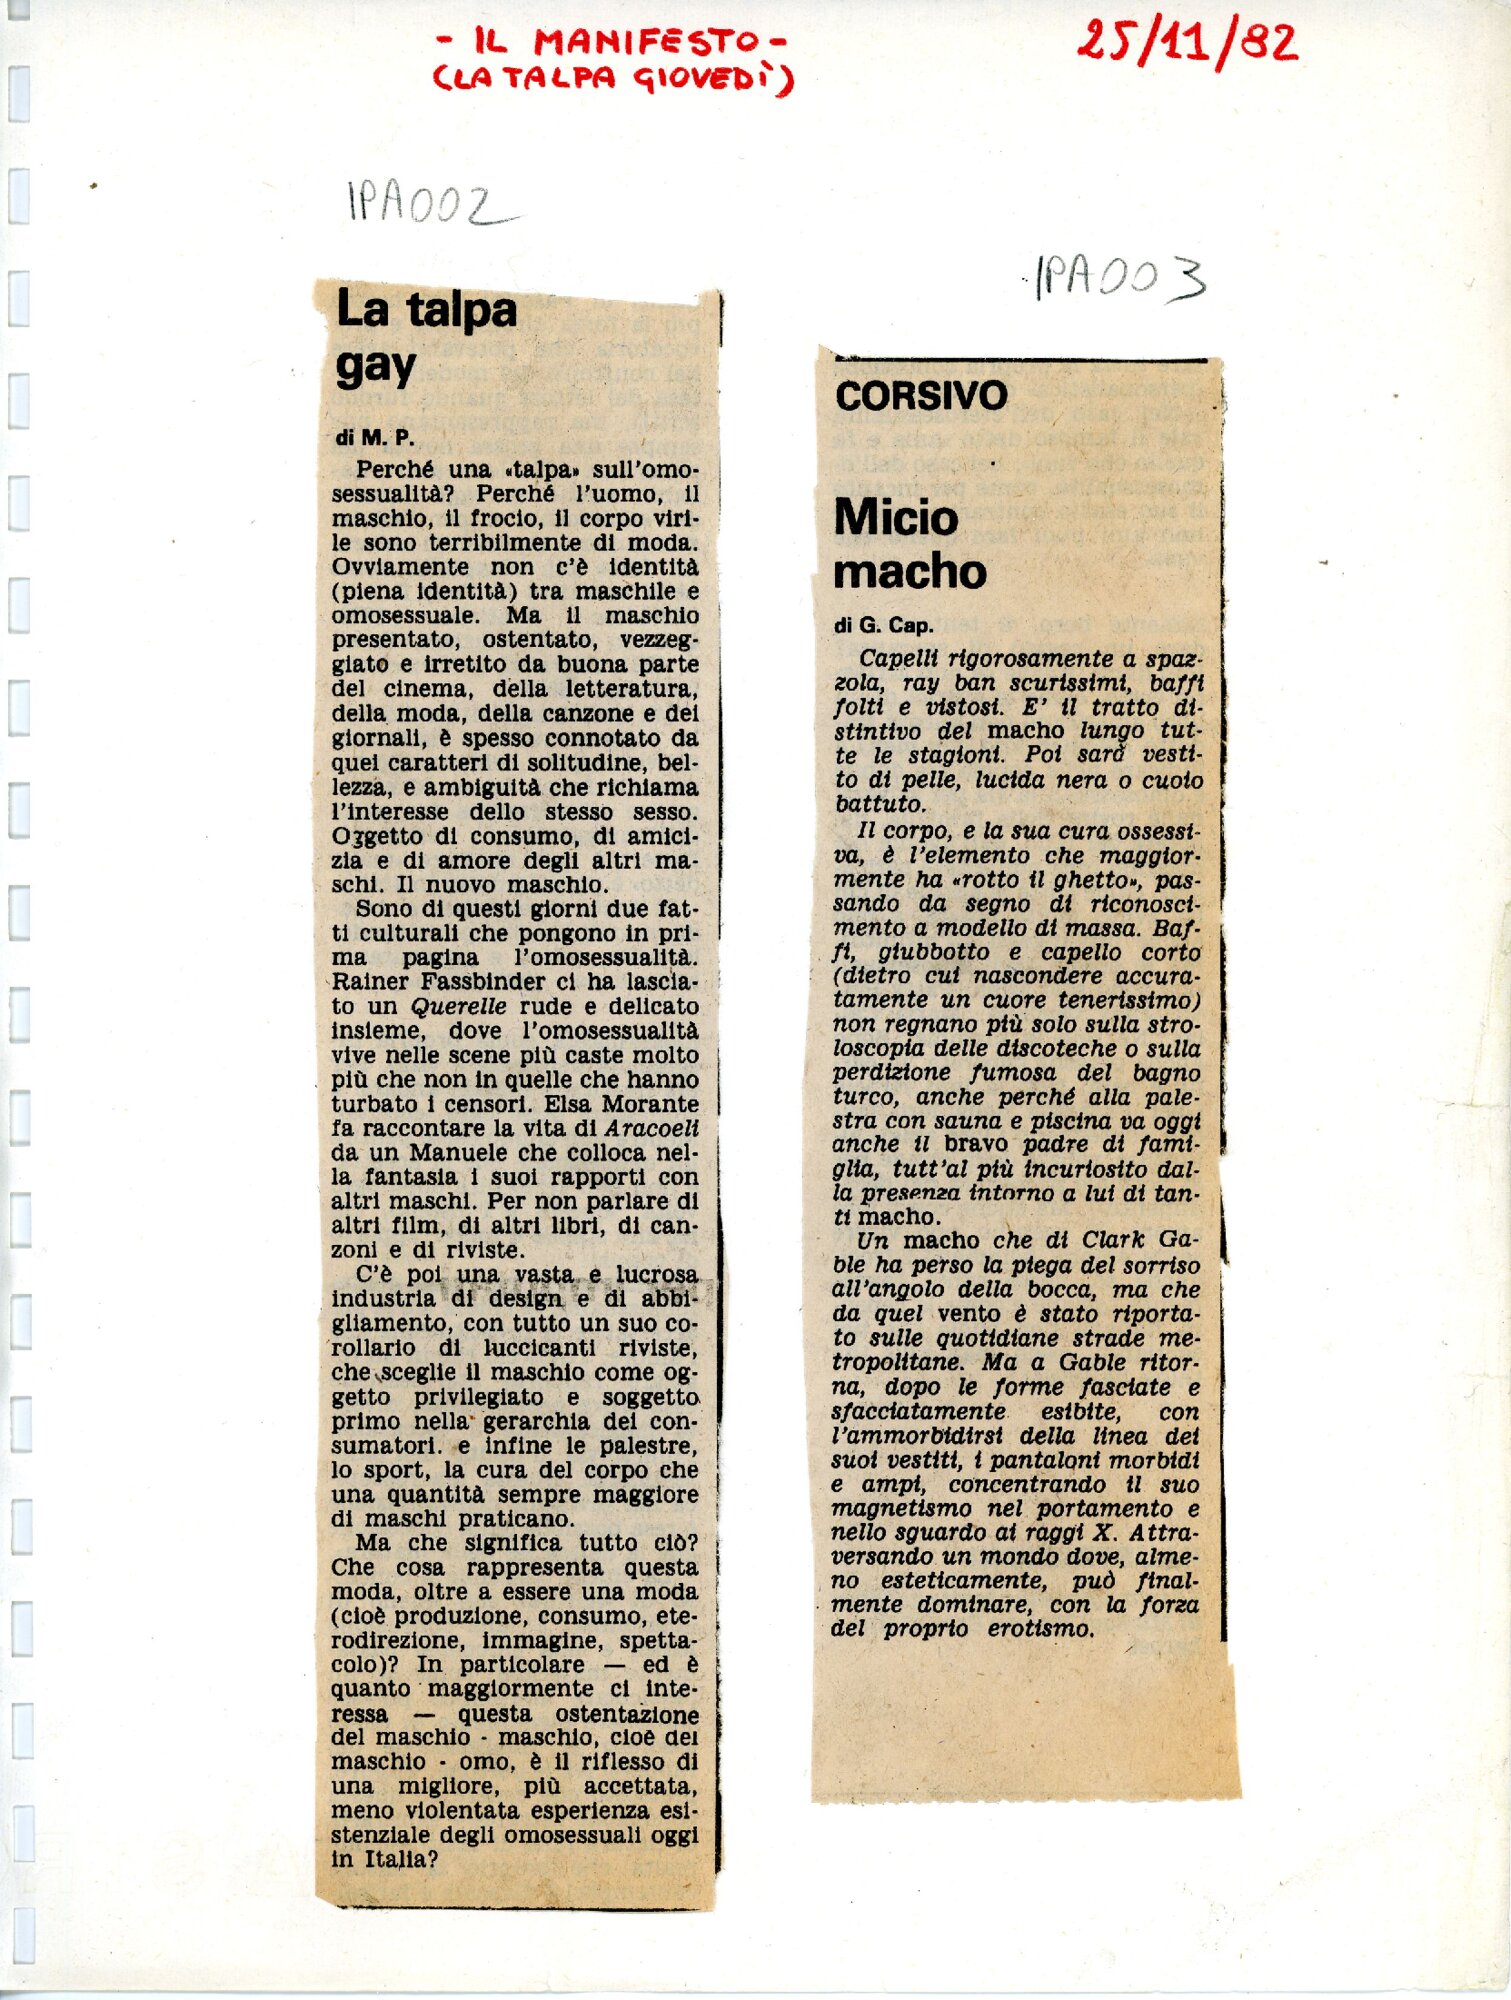 - IL MANIFESTO -
(LA TALPA GIOVEDÌ)
25/11/82
IPA002
IPA003
La talpa
gay
di M. P.
Perché una «talpa» sull'omo-
sessualità? Perché l'uomo, il
maschio, il frocio, il corpo viri-
le sono terribilmente di moda.
Ovviamente non c'è identità
(piena identità) tra maschile e
omosessuale. Ma il maschio
presentato, ostentato, vezzeg-
giato e irretito da buona parte
del cinema, della letteratura,
della moda, della canzone e dei
giornali, è spesso connotato da
quei caratteri di solitudine, bel-
lezza, e ambiguità che richiama
l'interesse dello stesso sesso.
Oggetto di consumo, di amici-
zia e di amore degli altri ma-
schi. Il nuovo maschio.
Sono di questi giorni due fat-
ti culturali che pongono in pri-
ma pagina l'omosessualità.
Rainer Fassbinder ci ha lascia-
to un Querelle rude e delicato
insieme, dove l'omosessualità
vive nelle scene più caste molto
più che non in quelle che hanno
turbato i censori. Elsa Morante
fa raccontare la vita di Aracoeli
da un Manuele che colloca nel-
la fantasia i suoi rapporti con
altri maschi. Per non parlare di
altri film, di altri libri, di can-
zoni e di riviste.
C'è poi una vasta e lucrosa
industria di design e di abbi-
gliamento, con tutto un suo co-
rollario di luccicanti riviste,
che sceglie il maschio come og-
getto privilegiato e soggetto
primo nella gerarchia dei con-
sumatori. e infine le palestre,
lo sport, la cura del corpo che
una quantità sempre maggiore
di maschi praticano.
Ma che significa tutto ciò?
Che cosa rappresenta questa
moda, oltre a essere una moda
(cioè produzione, consumo, ete-
rodirezione, immagine, spetta-
colo)? In particolare — ed è
quanto maggiormente ci inte-
ressa — questa ostentazione
del maschio - maschio, cioè del
maschio - omo, è il riflesso di
una migliore, più accettata,
meno violentata esperienza esi-
stenziale degli omosessuali oggi
in Italia?
CORSIVO
Micio
macho
di G. Cap.
Capelli rigorosamente a spaz-
zola, ray ban scurissimi, baffi
folti e vistosi. E' il tratto di-
stintivo del macho lungo tut-
te le stagioni. Poi sarà vesti-
to di pelle, lucida nera o cuoio
battuto.
Il corpo, e la sua cura ossessi-
va, è l'elemento che maggior-
mente ha «rotto il ghetto», pas-
sando da segno di riconosci-
mento a modello di massa. Baf-
fi, giubbotto e capello corto
(dietro cui nascondere accura-
tamente un cuore tenerissimo)
non regnano più solo sulla stro-
loscopia delle discoteche o sulla
perdizione fumosa del bagno
turco, anche perché alla pale-
stra con sauna e piscina va oggi
anche il bravo padre di fami-
glia, tutt'al più incuriosito dal-
la presenza intorno a lui di tan-
ti macho.
Un macho che di Clark Ga-
ble ha perso la piega del sorriso
all'angolo della bocca, ma che
da quel vento è stato riporta-
to sulle quotidiane strade me-
tropolitane. Ma a Gable ritor-
na, dopo le forme fasciate e
sfacciatamente esibite, con
l'ammorbidirsi della linea dei
suoi vestiti, i pantaloni morbidi
e ampi, concentrando il suo
magnetismo nel portamento e
nello sguardo ai raggi X. Attra-
versando un mondo dove, alme-
no esteticamente, può final-
mente dominare, con la forza
del proprio erotismo.